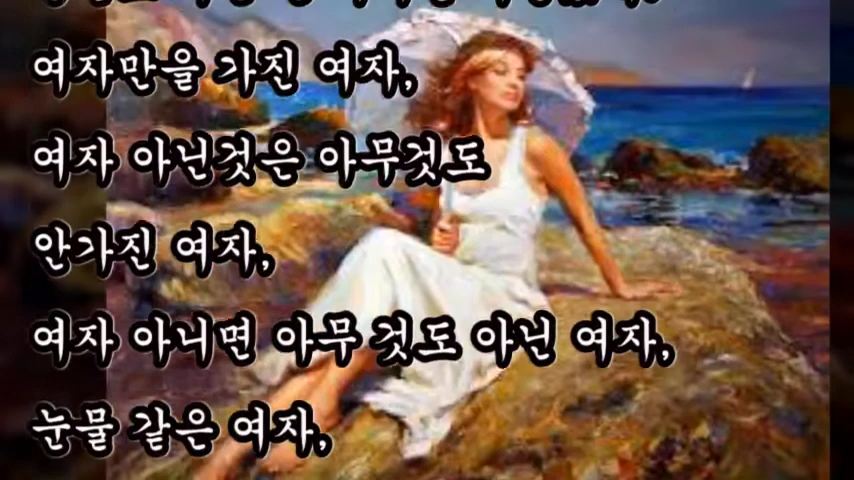 여자만을 가진 여자,
여자 아닌것은 아무것도
안가진 여자,
여자 아니면 아무 것도 아닌 여자,
눈물 같은 여자,